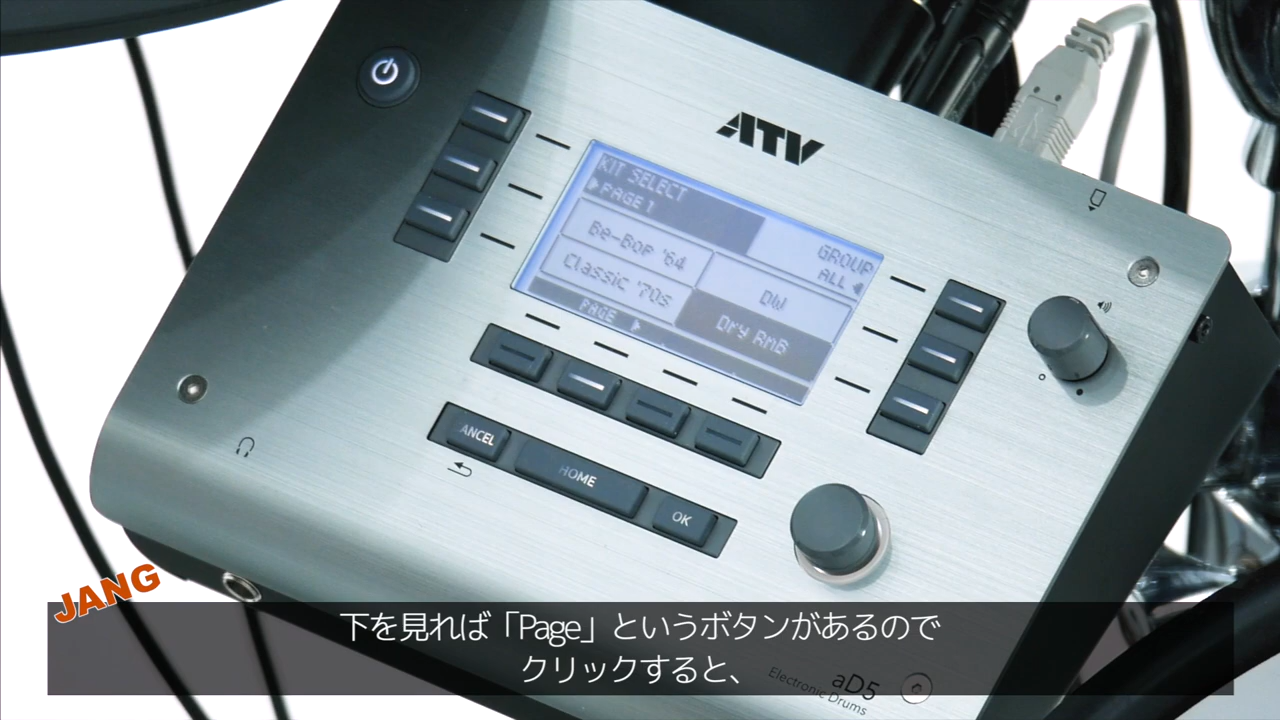 ATV
KIT SELECT
PAGE 1
GROUP
ALL
Be-Bop '64
DW
Classic '70s
Dry RnB
PAGE
ANCEL
HOME
OK
JANG
下を見れば「Page」というボタンがあるので
クリックすると、
aD5
Electronic Drums